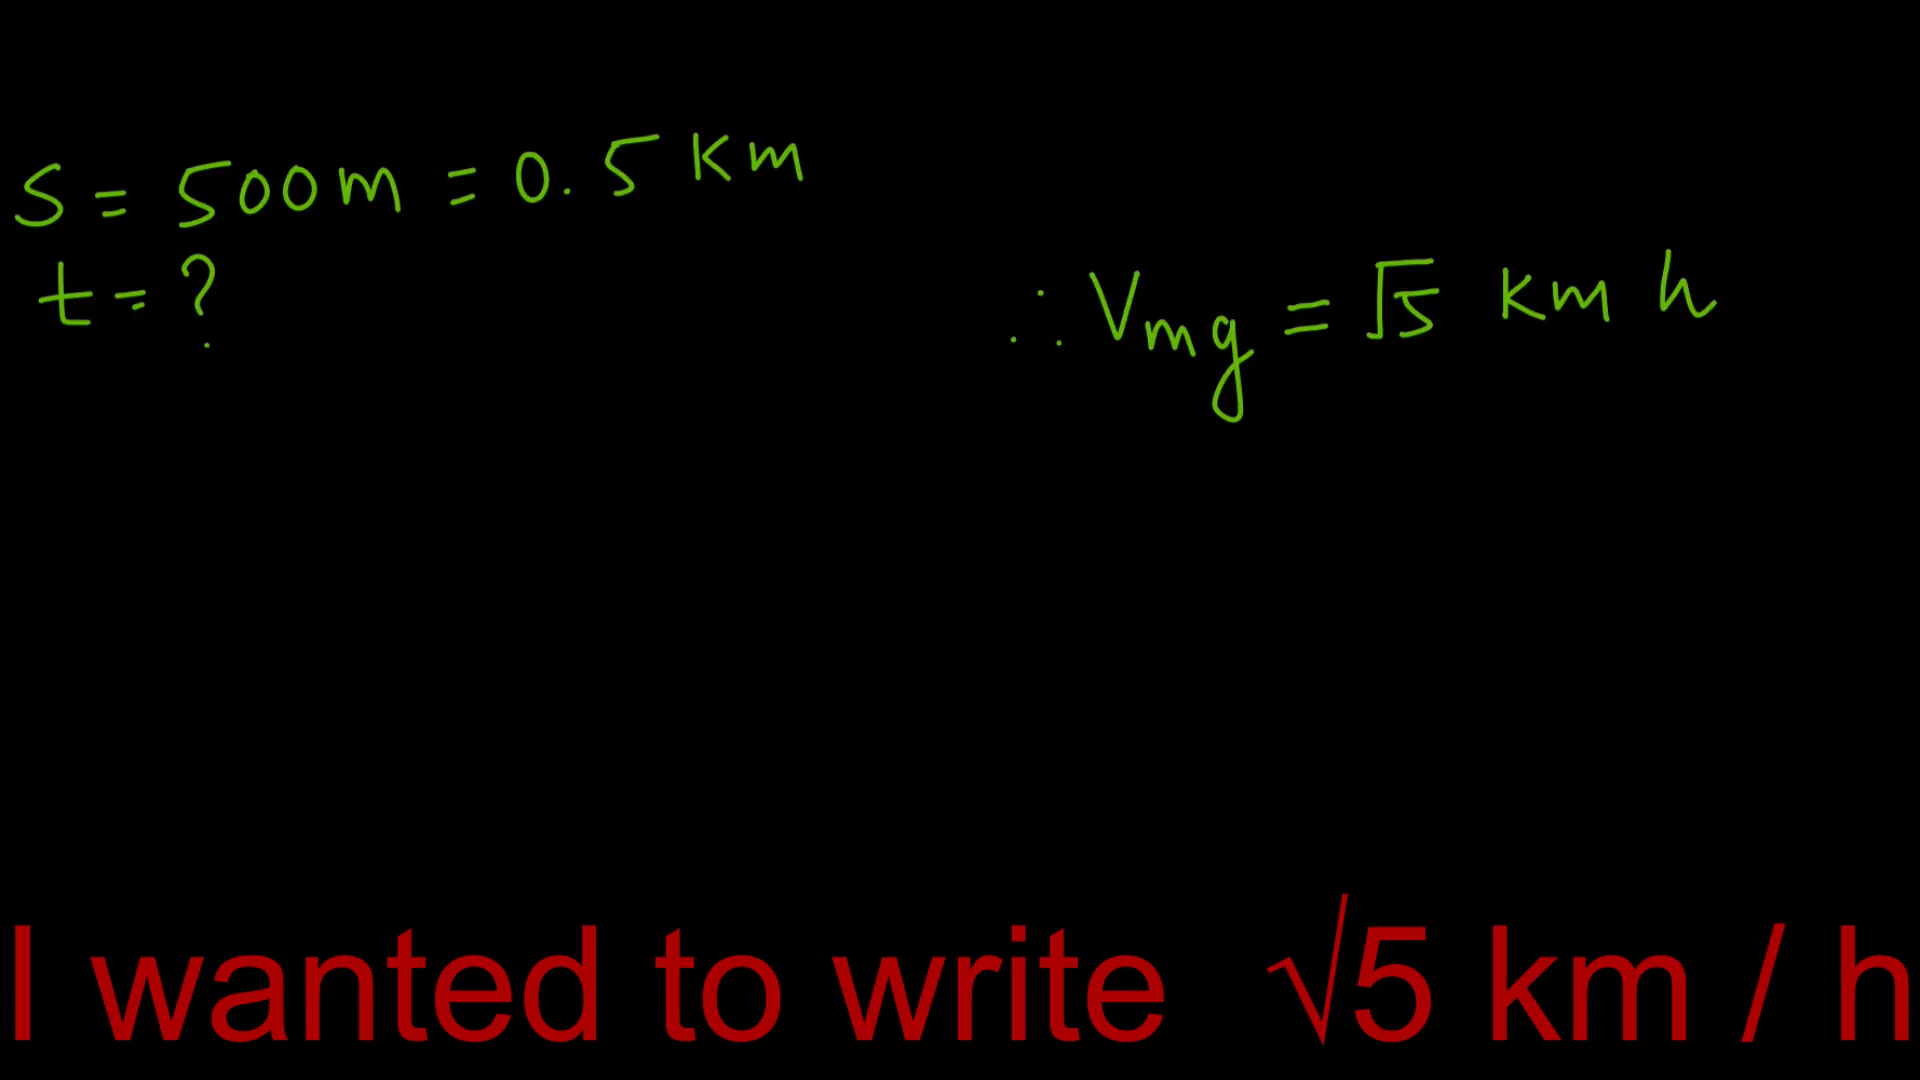 S = 500m = 0.5 km
t = ?
∴ Vmg = √5 km h
I wanted to write √5 km / h